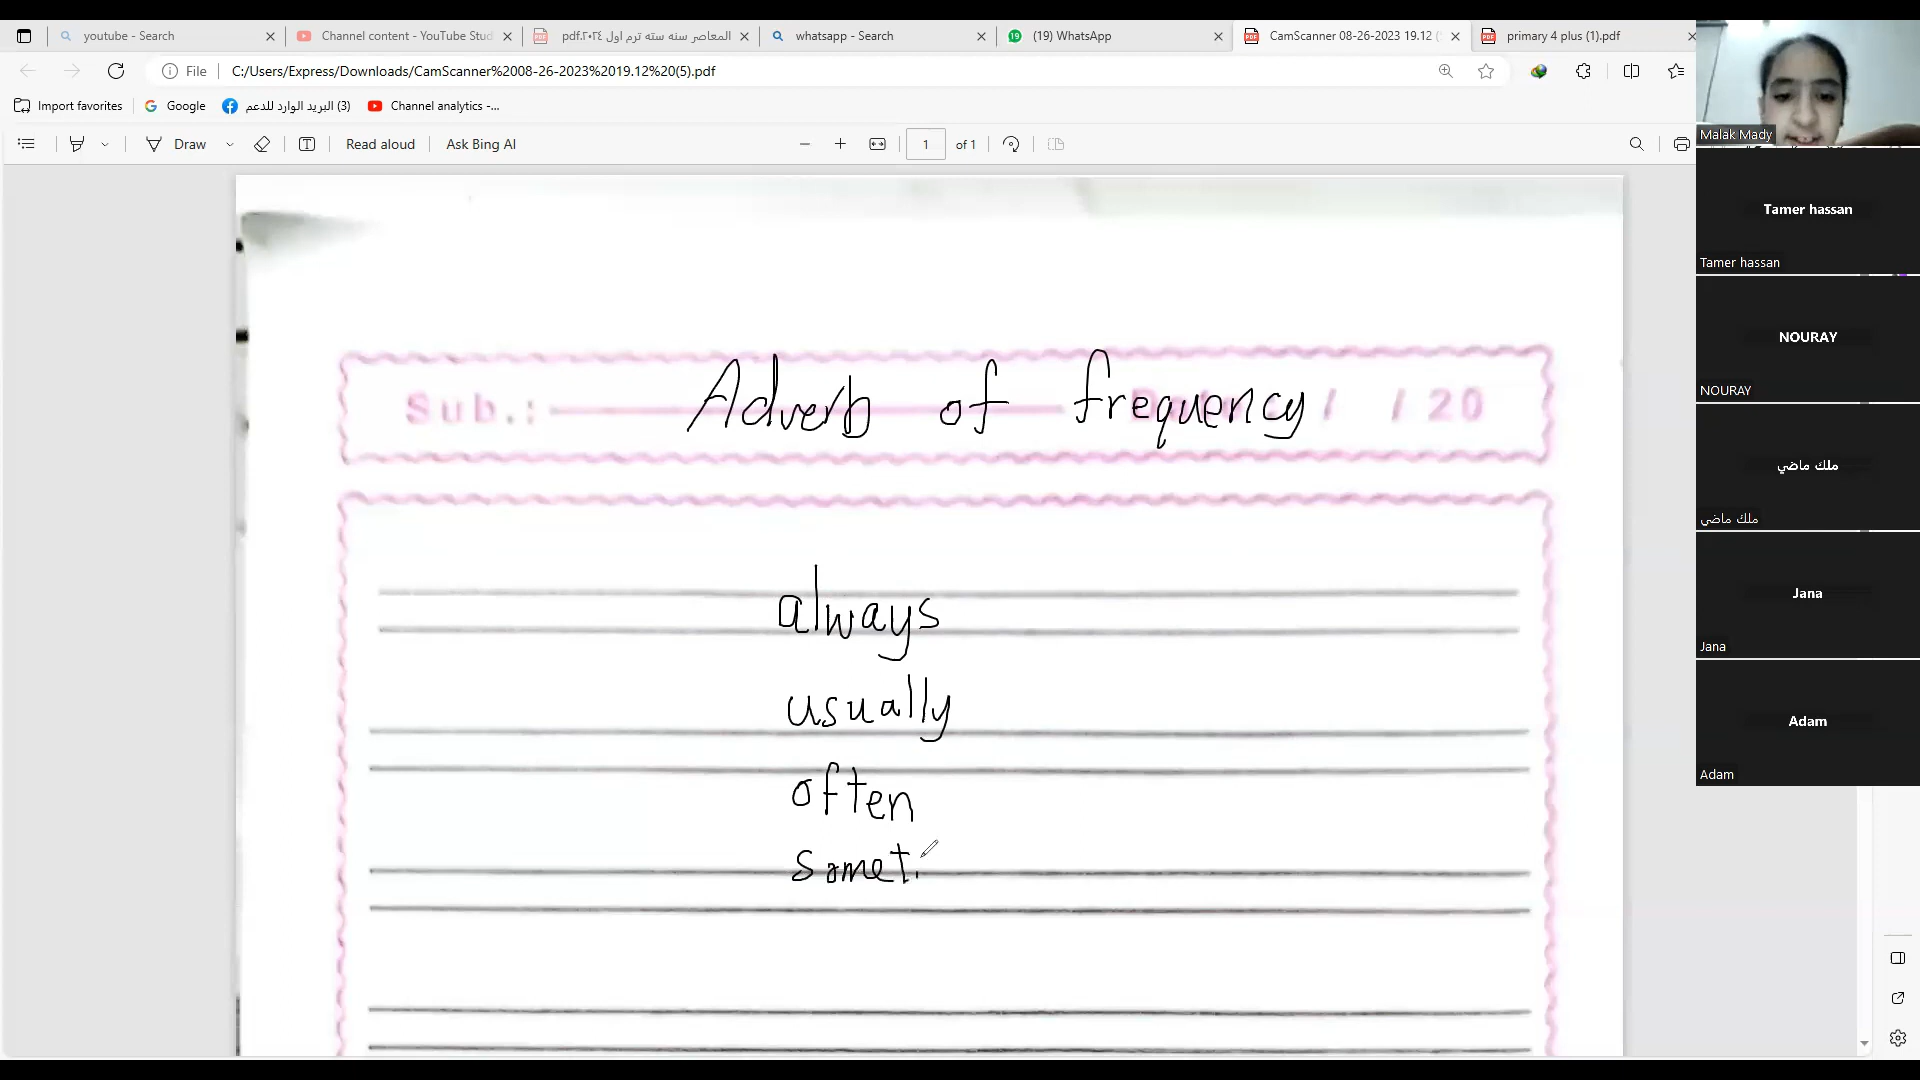 youtube - Search
Channel content - YouTube Stud
المعاصر سنه سته ترم اول ٢٠٢٤.pdf
whatsapp - Search
(19) WhatsApp
CamScanner 08-26-2023 19.12 (
primary 4 plus (1).pdf
File
C:/Users/Express/Downloads/CamScanner%2008-26-2023%2019.12%20(5).pdf
Import favorites
Google
(3) البريد الوارد للدعم
Channel analytics -...
Draw
Read aloud
Ask Bing AI
1 of 1
Malak Mady
Tamer hassan
Tamer hassan
NOURAY
NOURAY
ملك ماضي
ملك ماضي
Jana
Jana
Adam
Adam
Sub.: / / 20
Adverb of frequency
always
usually
often
somet.